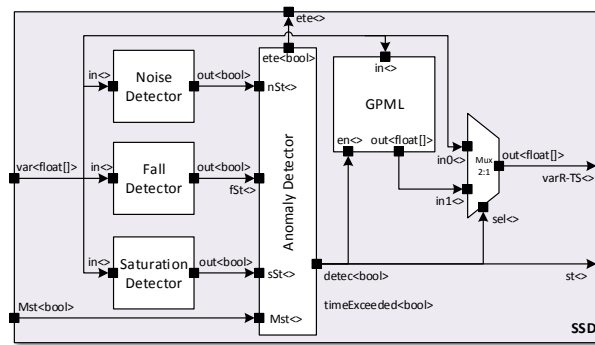 ete<>
ete<bool>
in<>
Noise
Detector
out<bool>
nSt<>
in<>
GPML
en<>
out<float[]>
in0<>
Mux
2:1
out<float[]>
varR-TS<>
in1<>
sel<>
var<float[]>
in<>
Fall
Detector
out<bool>
fSt<>
Anomaly Detector
in<>
Saturation
Detector
out<bool>
sSt<>
detec<bool>
st<>
Mst<bool>
Mst<>
timeExceeded<bool>
SSD